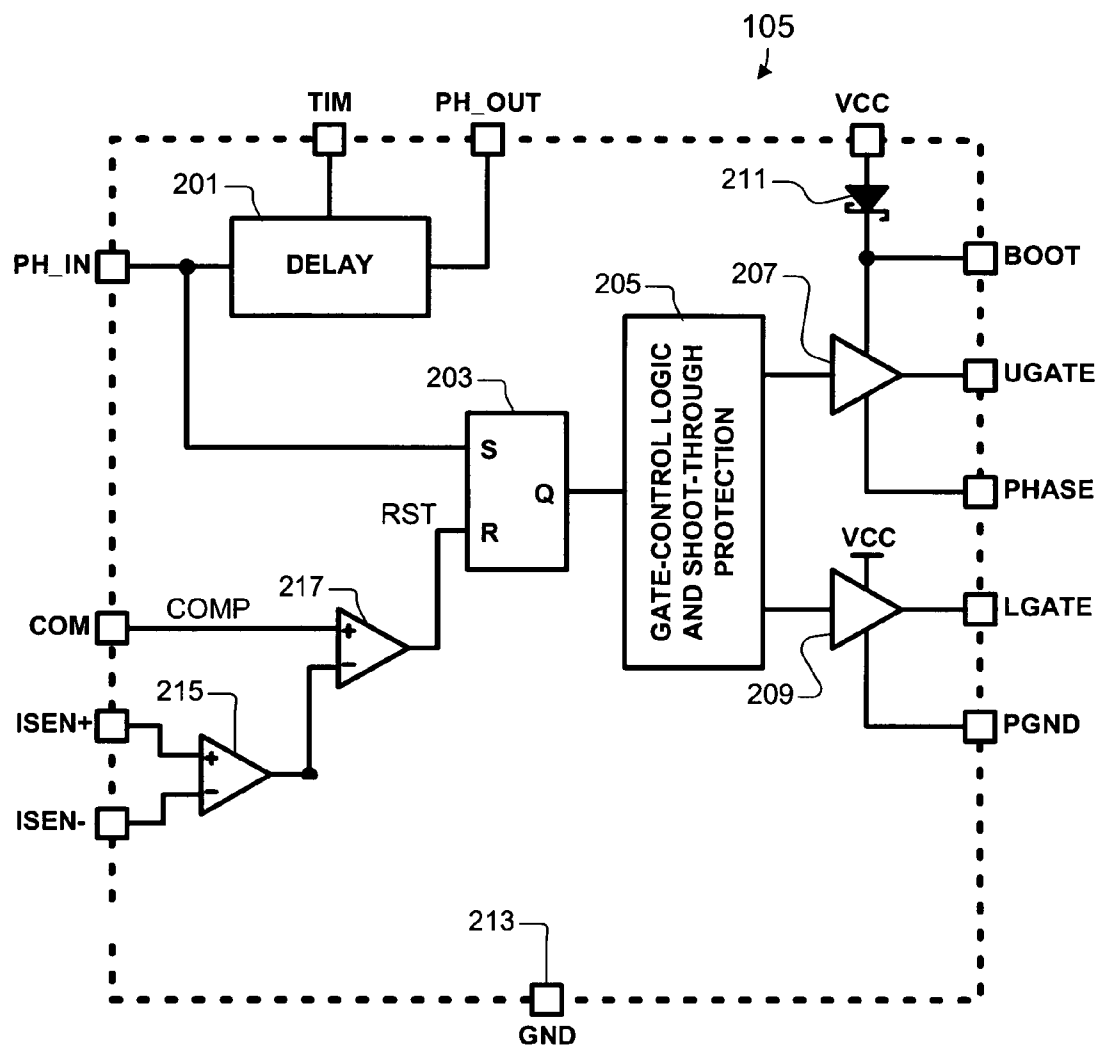 105
TIM
PH_OUT
VCC
201
211
PH_IN
DELAY
BOOT
205
207
UGATE
203
GATE-CONTROL LOGIC
AND SHOOT-THROUGH
PROTECTION
S
Q
PHASE
RST
R
VCC
217
COM
COMP
+
-
LGATE
209
215
ISEN+
+
-
PGND
ISEN-
213
GND